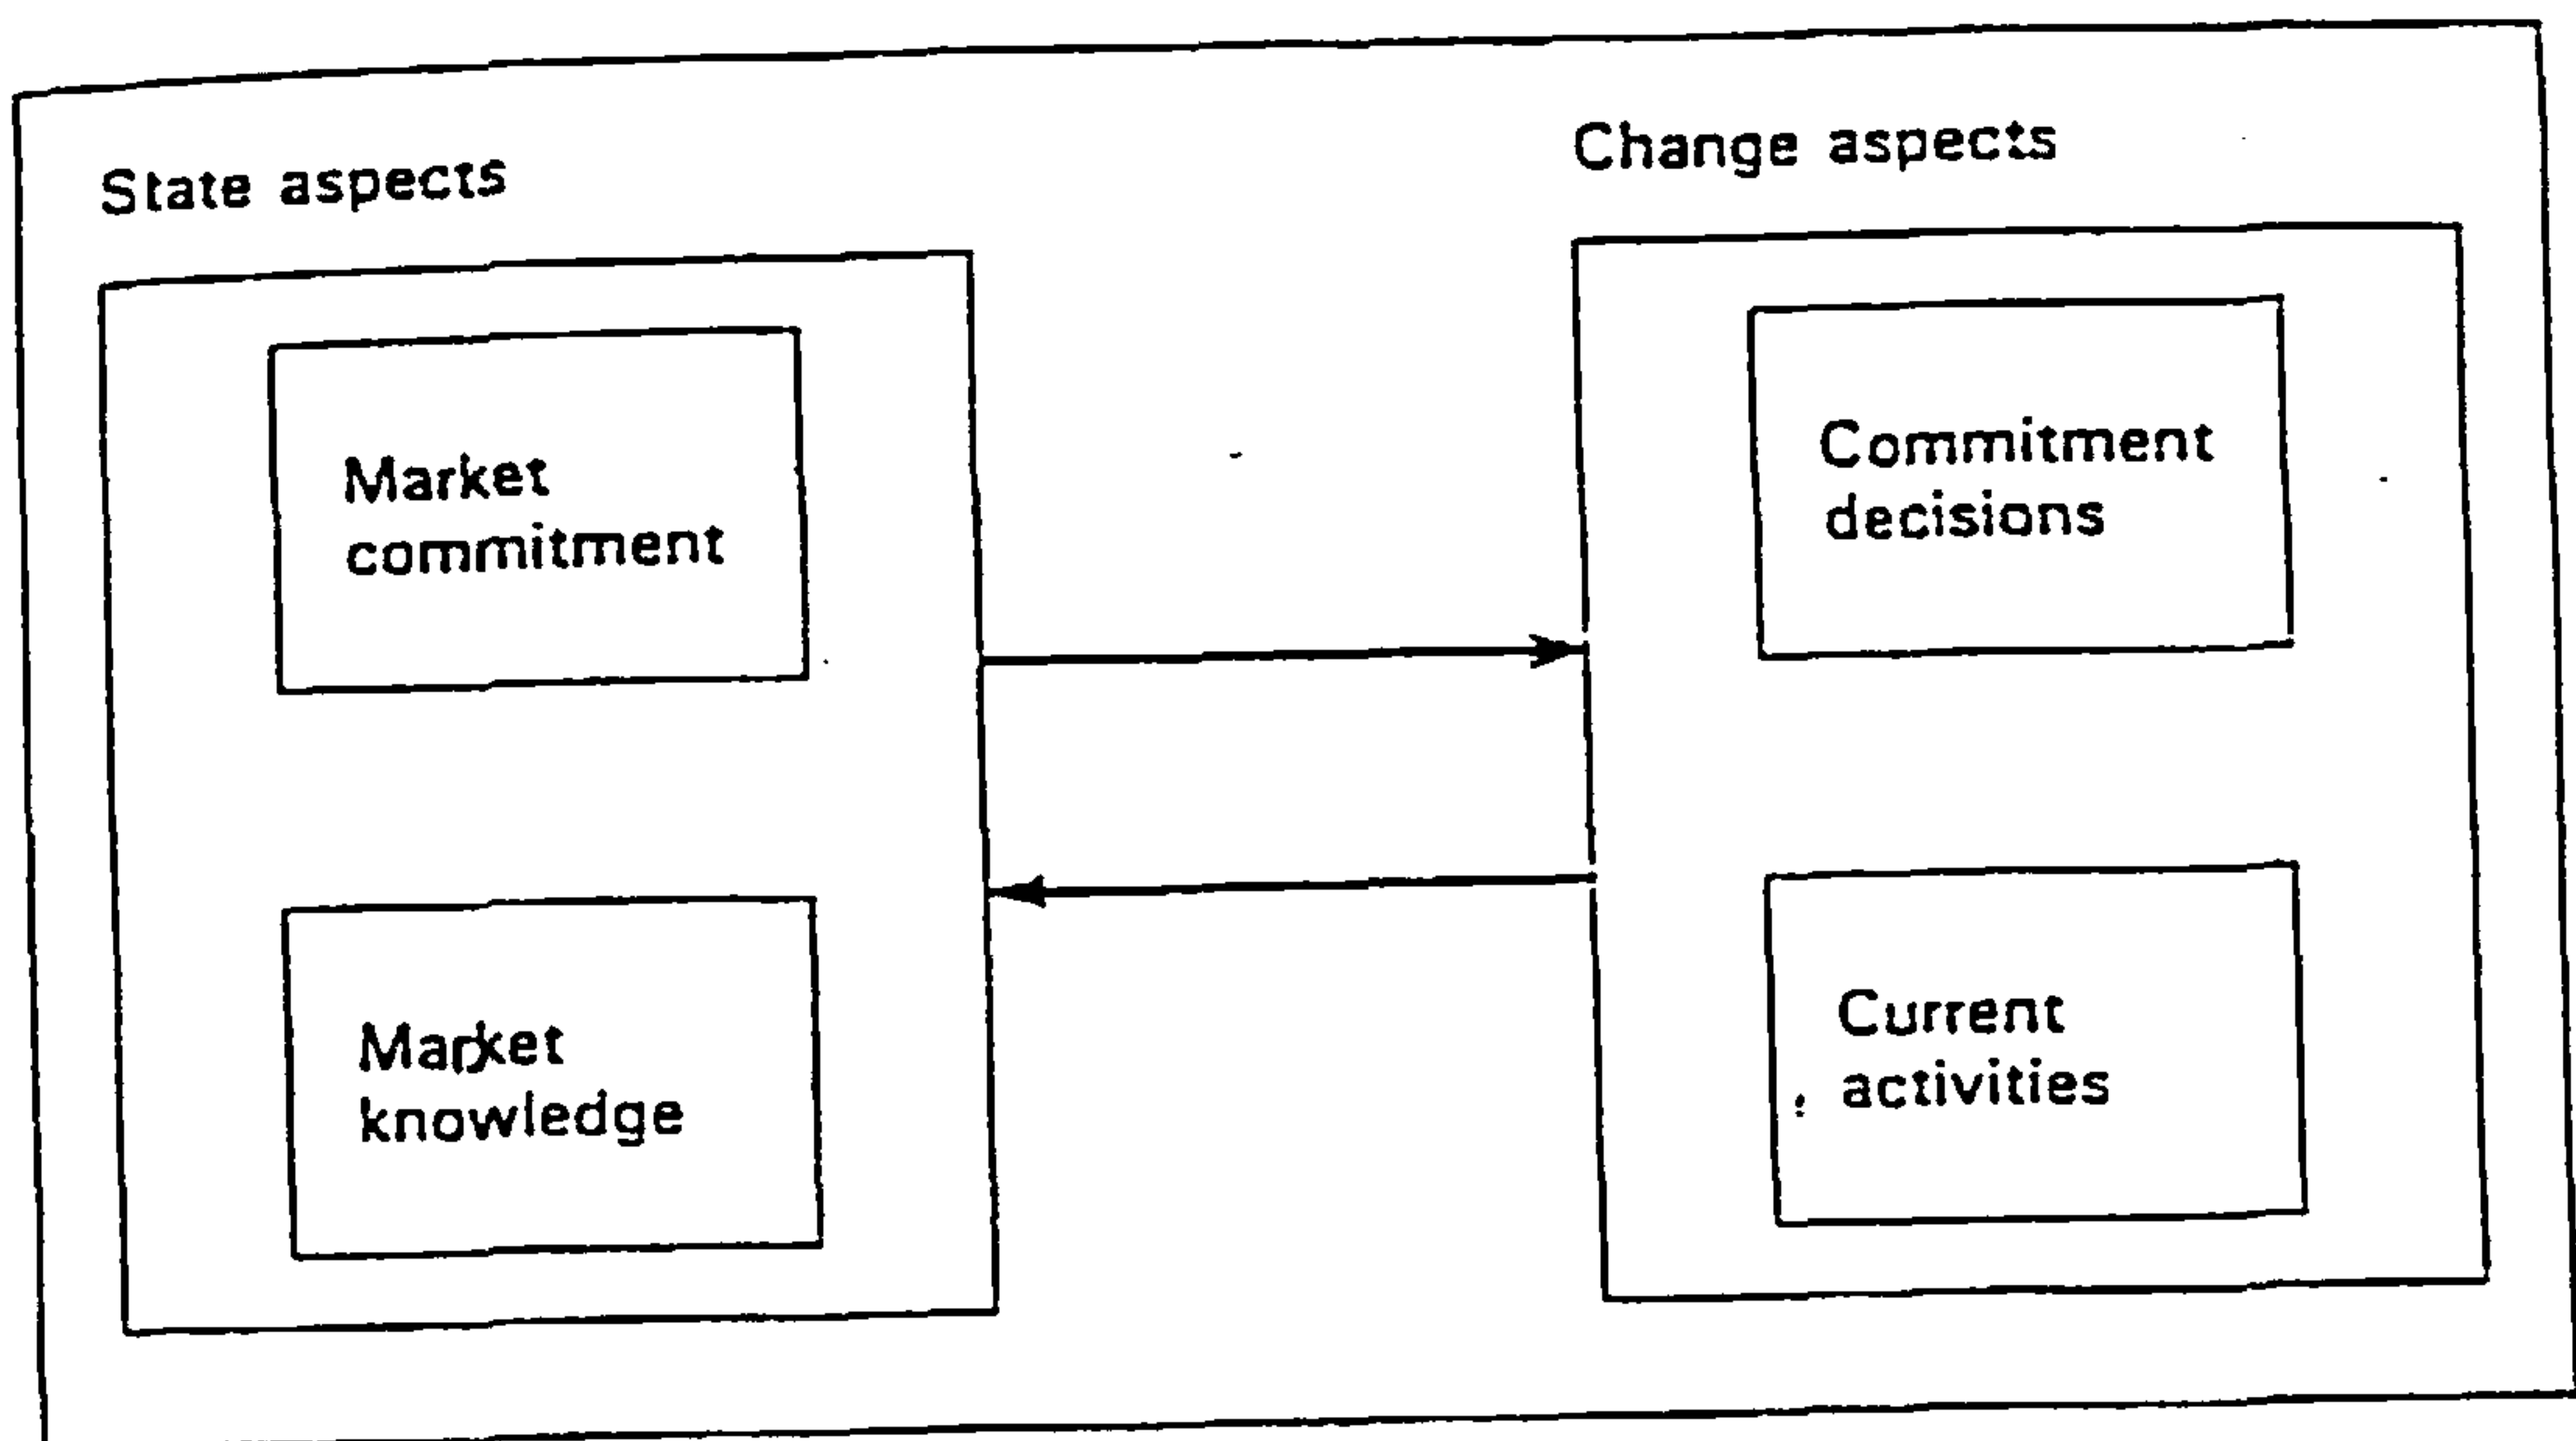 State aspects
Market
commitment
Market
knowledge
Change aspects
Commitment
decisions
Current
activities